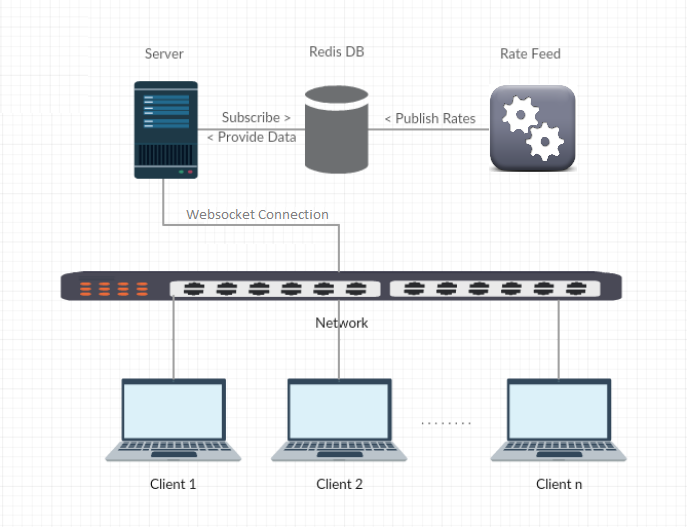 Server
Redis DB
Rate Feed
Subscribe >
< Provide Data
< Publish Rates
Websocket Connection
Network
Client 1
Client 2
........
Client n